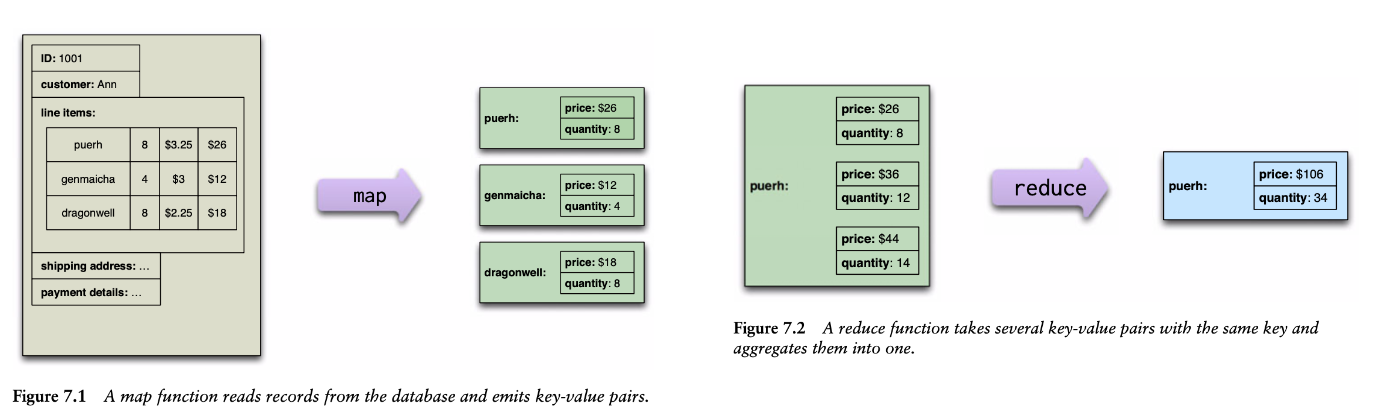 ID: 1001
customer: Ann
line items:
puerh 8 $3.25 $26
genmaicha 4 $3 $12
dragonwell 8 $2.25 $18
shipping address: ...
payment details: ...
map
puerh:
price: $26
quantity: 8
genmaicha:
price: $12
quantity: 4
dragonwell:
price: $18
quantity: 8
Figure 7.1 A map function reads records from the database and emits key-value pairs.
puerh:
price: $26
quantity: 8
price: $36
quantity: 12
price: $44
quantity: 14
reduce
puerh:
price: $106
quantity: 34
Figure 7.2 A reduce function takes several key-value pairs with the same key and
aggregates them into one.